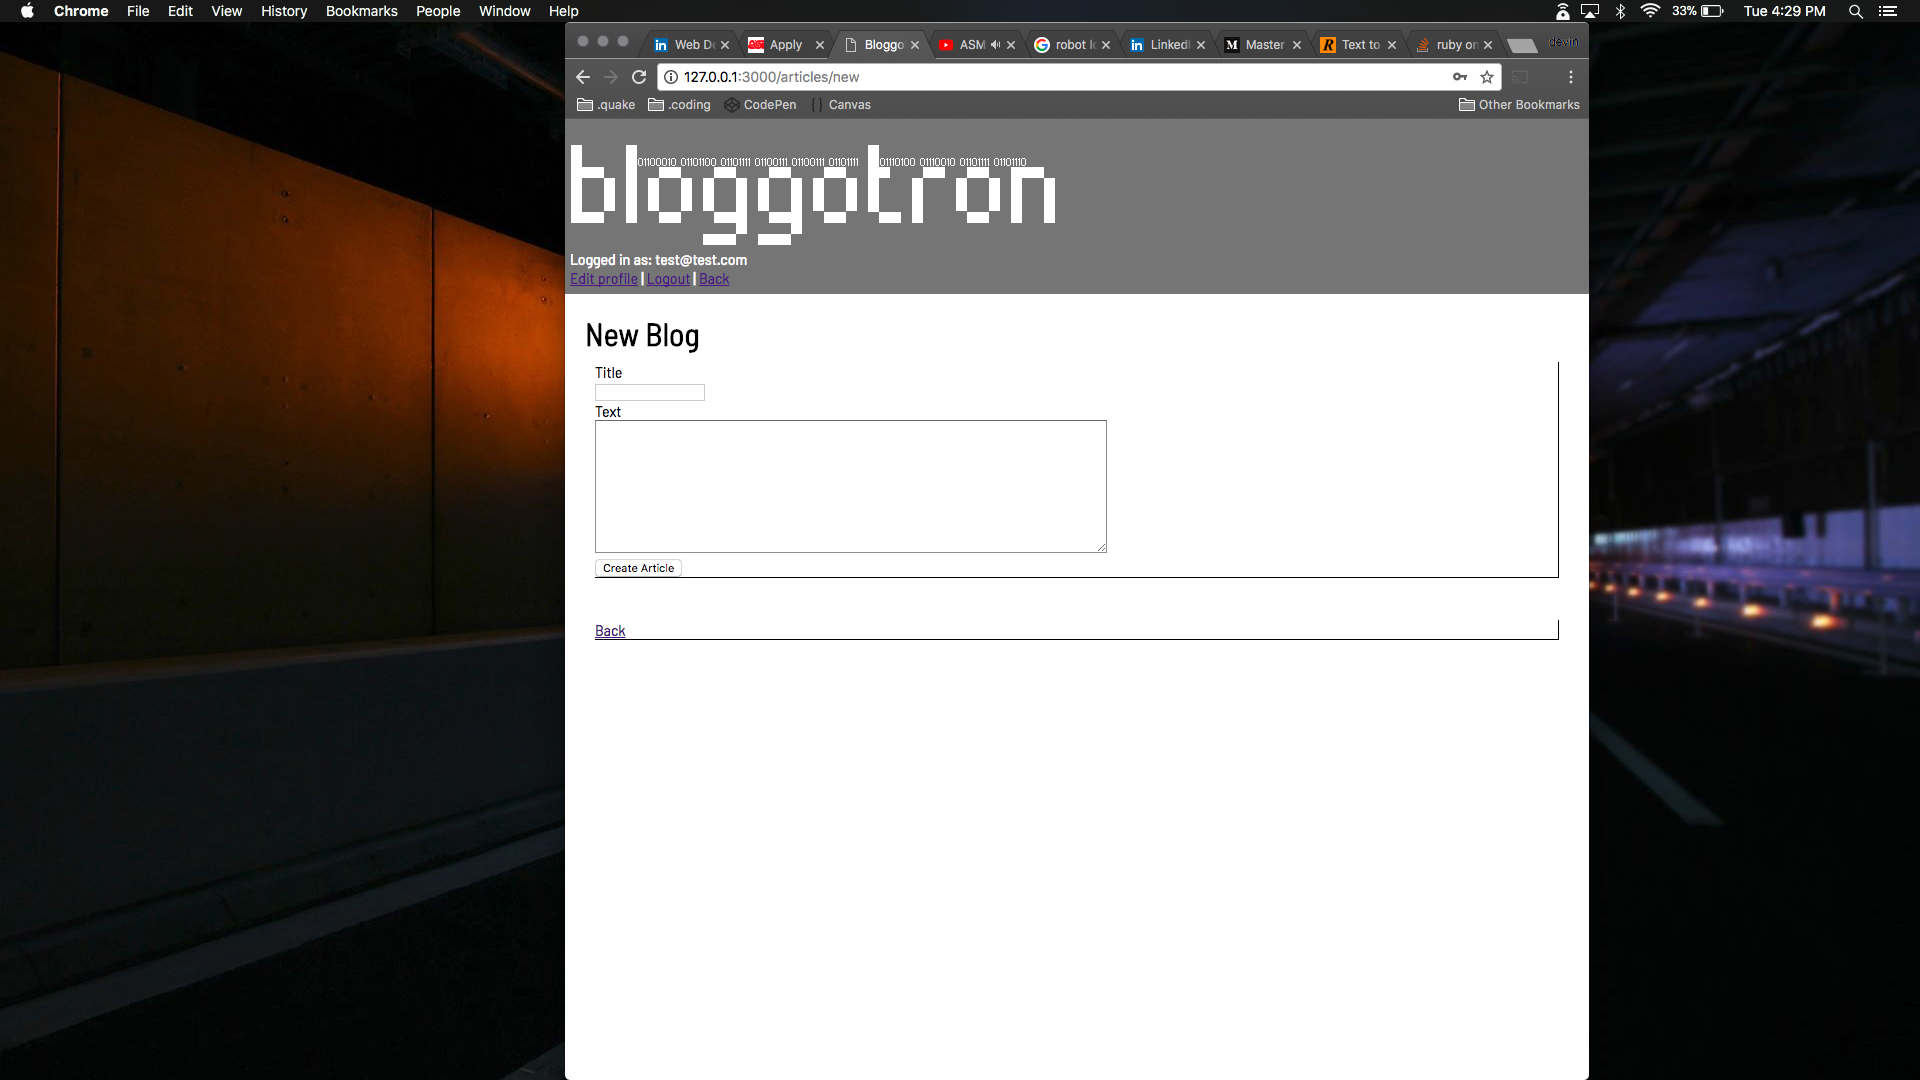 Chrome File Edit View History Bookmarks People Window Help 33% Tue 4:29 PM
Web De Apply Bloggo ASM robot lo LinkedI Master Text to ruby on devin
127.0.0.1:3000/articles/new
.quake .coding CodePen Canvas Other Bookmarks
01100010 01101100 01101111 01100111 01100111 01101111 01110100 01110010 01101111 01101110
bloggotron
Logged in as: test@test.com
Edit profile | Logout | Back
New Blog
Title
Text
Create Article
Back